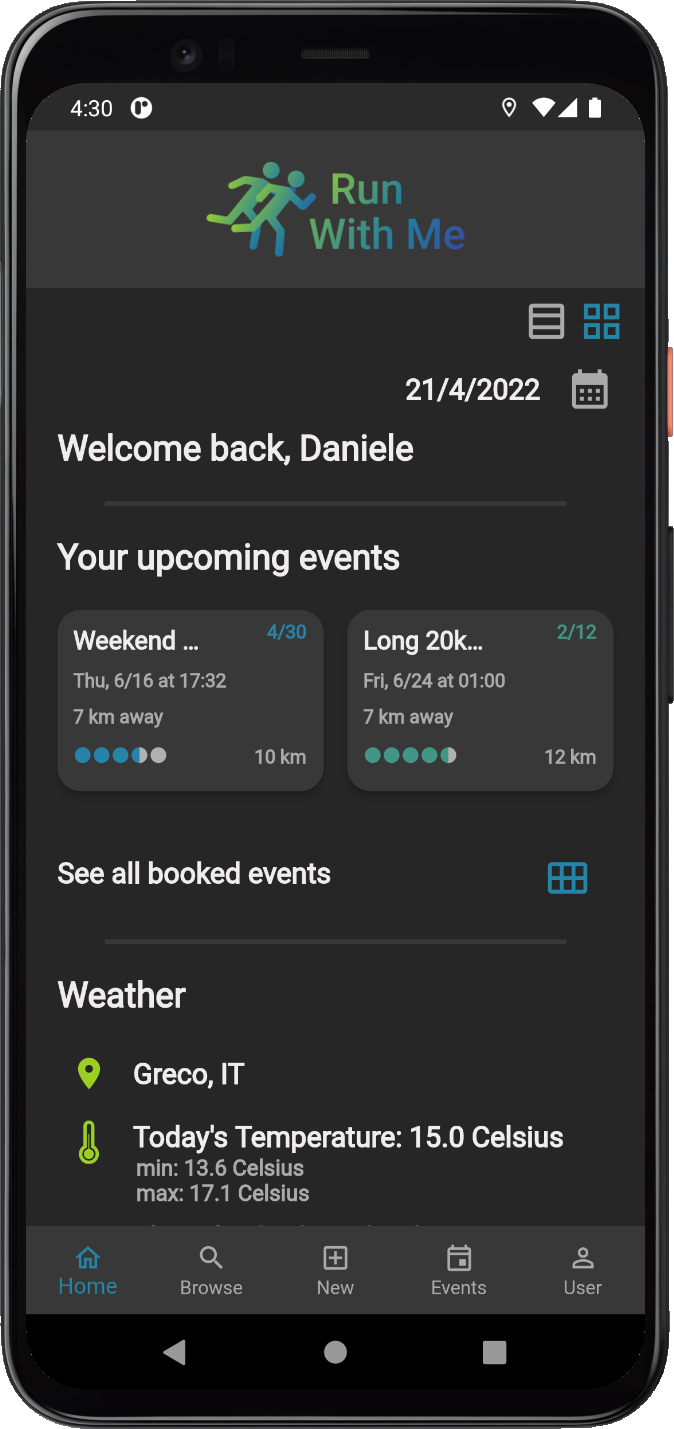 4:30
Run
With Me
21/4/2022
Welcome back, Daniele
Your upcoming events
Weekend ... 4/30
Thu, 6/16 at 17:32
7 km away
10 km
Long 20k... 2/12
Fri, 6/24 at 01:00
7 km away
12 km
See all booked events
Weather
Greco, IT
Today's Temperature: 15.0 Celsius
min: 13.6 Celsius
max: 17.1 Celsius
Home Browse New Events User